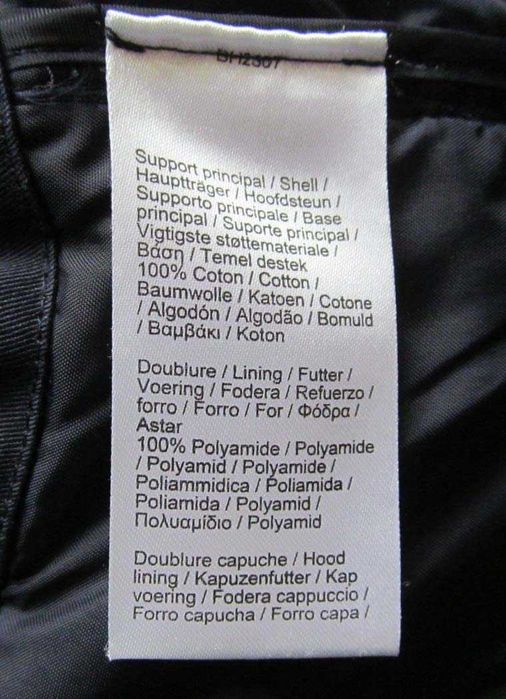 BH2307
Support principal / Shell /
Hauptträger / Hoofdsteun /
Supporto principale / Base
principal / Suporte principal /
Vigtigste støttemateriale /
Βάση / Temel destek
100% Coton / Cotton /
Baumwolle / Katoen / Cotone
/ Algodón / Algodão / Bomuld
/ Βαμβάκι / Koton
Doublure / Lining / Futter /
Voering / Fodera / Refuerzo /
forro / Forro / For / Φόδρα /
Astar
100% Polyamide / Polyamide
/ Polyamid / Polyamide /
Poliammidica / Poliamida /
Poliamida / Polyamid /
Πολυαμίδιο / Polyamid
Doublure capuche / Hood
lining / Kapuzenfutter / Kap
voering / Fodera cappuccio /
Forro capucha / Forro capa /